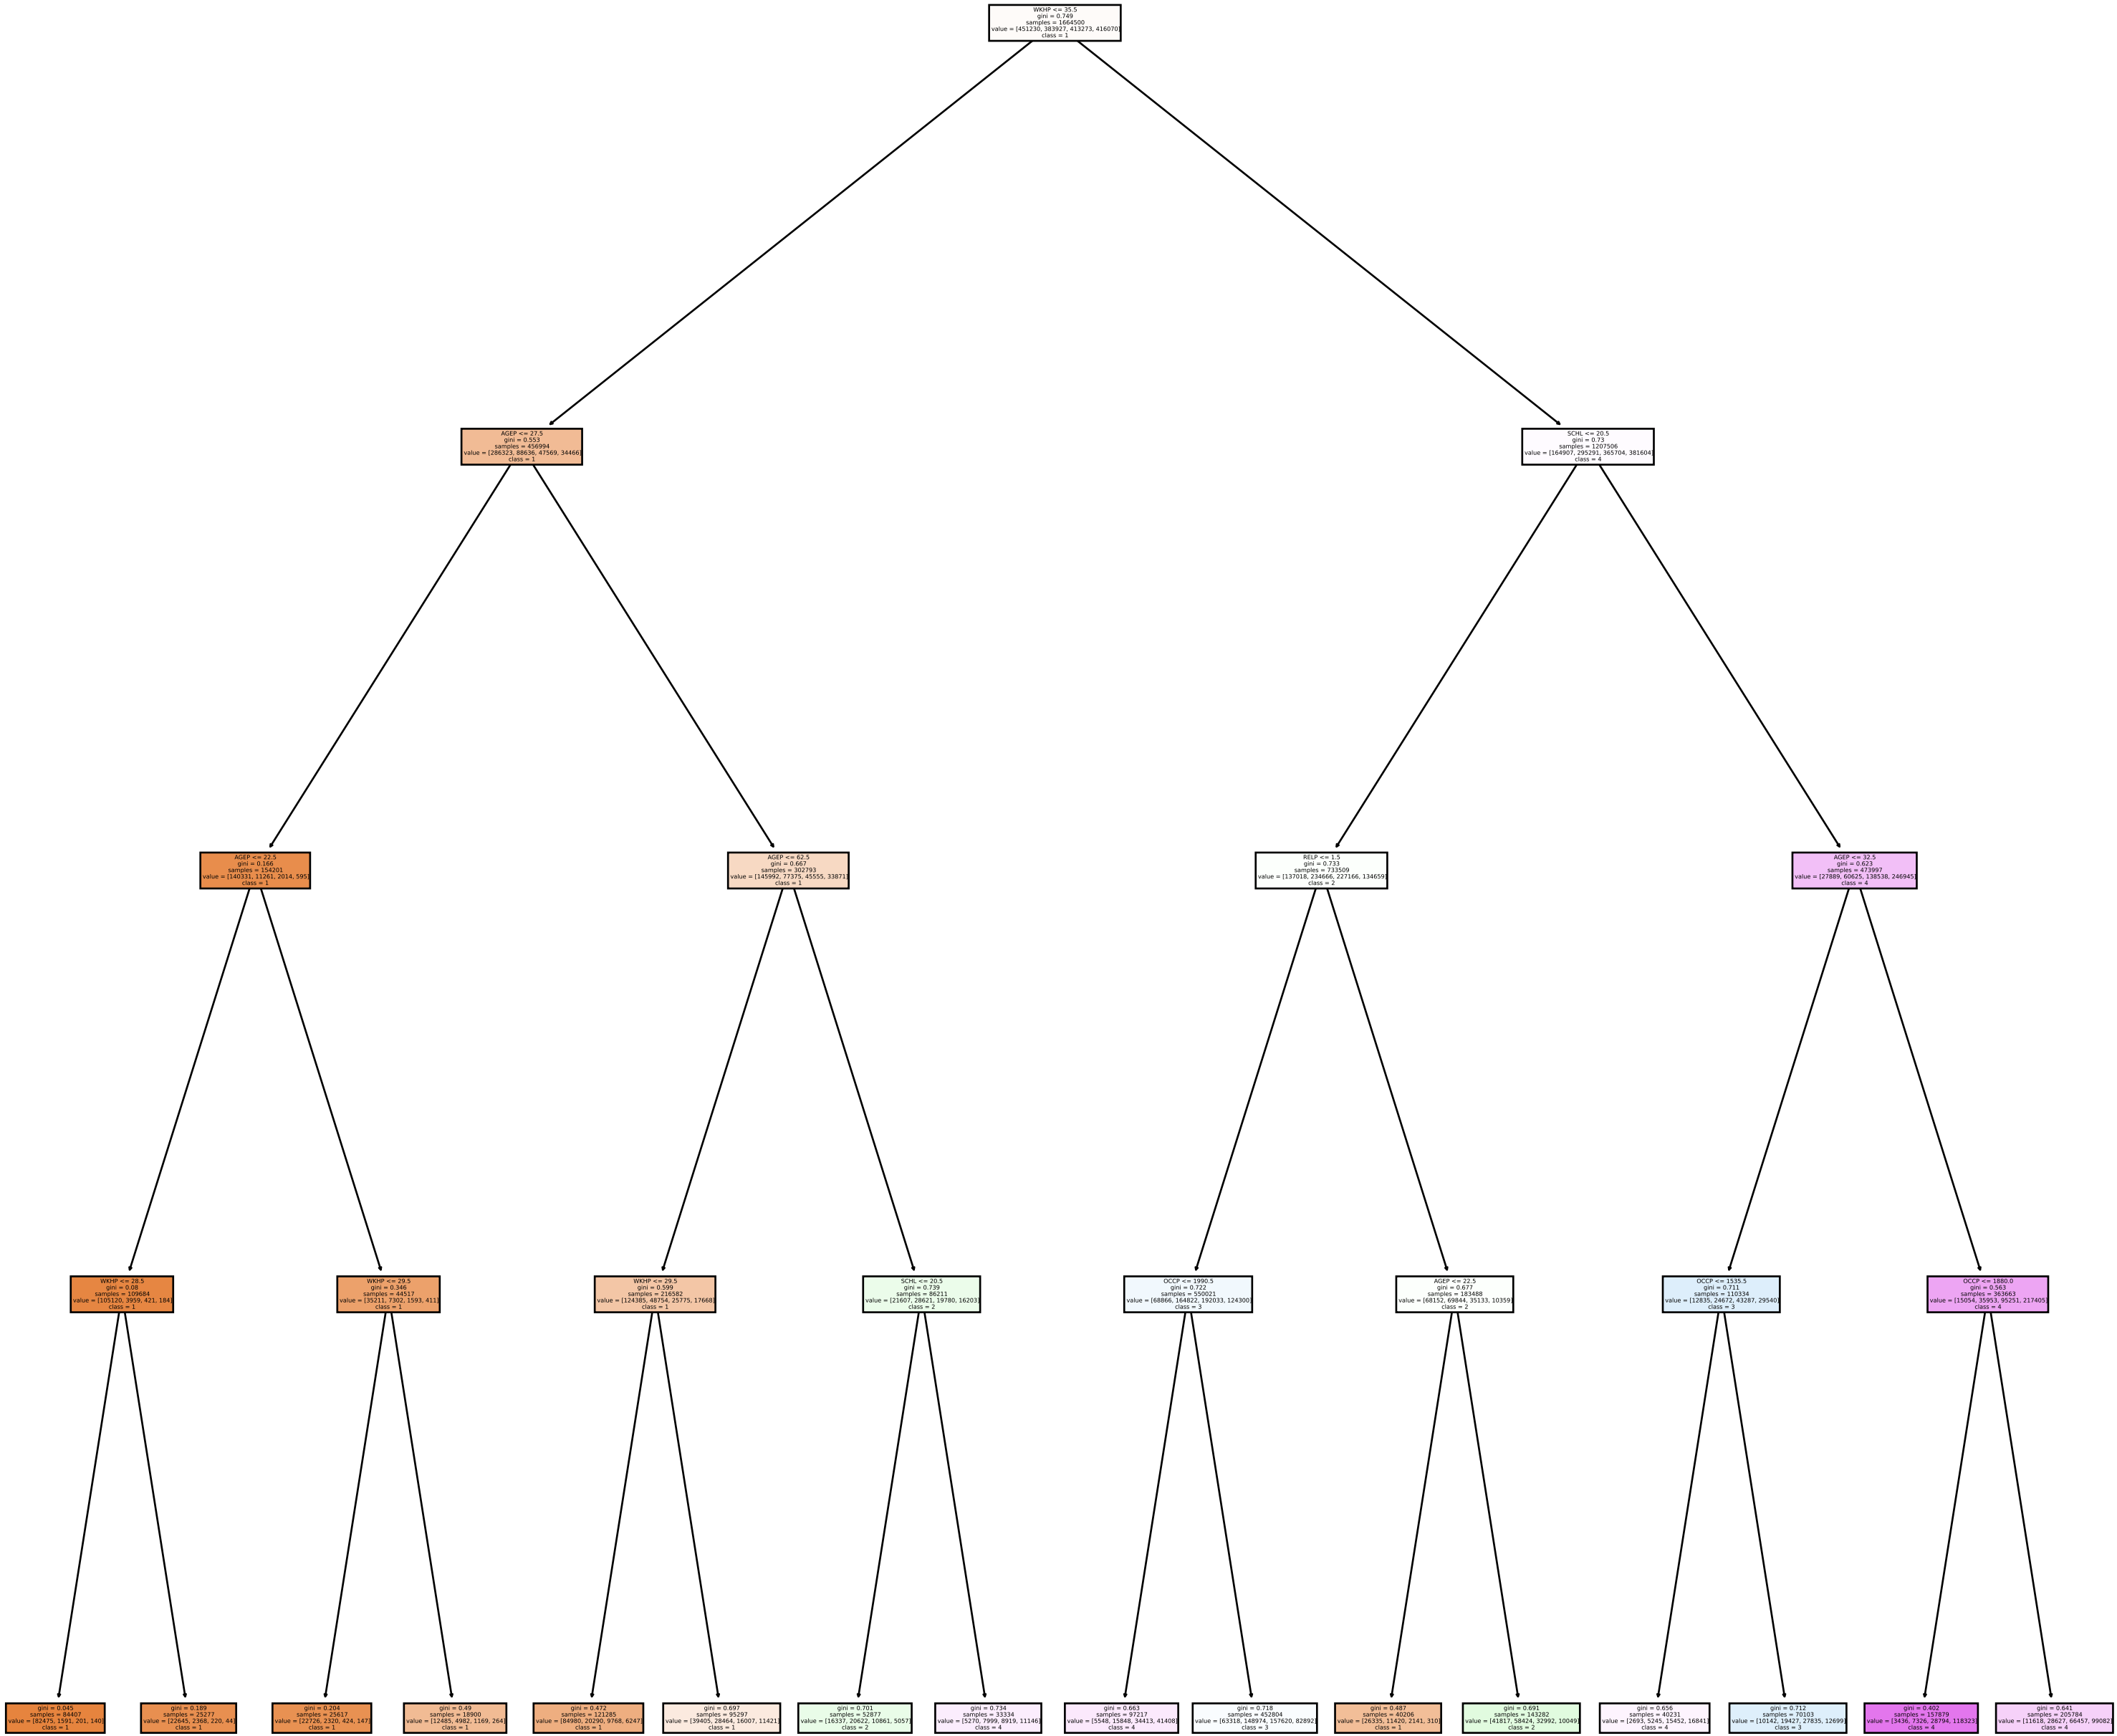 WKHP <= 35.5
gini = 0.749
samples = 1664500
value = [451230, 383927, 413273, 416070]
class = 1
AGEP <= 27.5
gini = 0.553
samples = 456994
value = [286323, 88636, 47569, 34466]
class = 1
SCHL <= 20.5
gini = 0.73
samples = 1207506
value = [164907, 295291, 365704, 381604]
class = 4
AGEP <= 22.5
gini = 0.166
samples = 154201
value = [140331, 11261, 2014, 595]
class = 1
AGEP <= 62.5
gini = 0.667
samples = 302793
value = [145992, 77375, 45555, 33871]
class = 1
RELP <= 1.5
gini = 0.733
samples = 733509
value = [137018, 234666, 227166, 134659]
class = 2
AGEP <= 32.5
gini = 0.623
samples = 473997
value = [27889, 60625, 138538, 246945]
class = 4
WKHP <= 28.5
gini = 0.08
samples = 109684
value = [105120, 3959, 421, 184]
class = 1
WKHP <= 29.5
gini = 0.346
samples = 44517
value = [35211, 7302, 1593, 411]
class = 1
WKHP <= 29.5
gini = 0.599
samples = 216582
value = [124385, 48754, 25775, 17668]
class = 1
SCHL <= 20.5
gini = 0.739
samples = 86211
value = [21607, 28621, 19780, 16203]
class = 2
OCCP <= 1990.5
gini = 0.722
samples = 550021
value = [68866, 164822, 192033, 124300]
class = 3
AGEP <= 22.5
gini = 0.677
samples = 183488
value = [68152, 69844, 35133, 10359]
class = 2
OCCP <= 1535.5
gini = 0.711
samples = 110334
value = [12835, 24672, 43287, 29540]
class = 3
OCCP <= 1880.0
gini = 0.563
samples = 363663
value = [15054, 35953, 95251, 217405]
class = 4
gini = 0.045
samples = 84407
value = [82475, 1591, 201, 140]
class = 1
gini = 0.189
samples = 25277
value = [22645, 2368, 220, 44]
class = 1
gini = 0.204
samples = 25617
value = [22726, 2320, 424, 147]
class = 1
gini = 0.49
samples = 18900
value = [12485, 4982, 1169, 264]
class = 1
gini = 0.472
samples = 121285
value = [84980, 20290, 9768, 6247]
class = 1
gini = 0.697
samples = 95297
value = [39405, 28464, 16007, 11421]
class = 1
gini = 0.701
samples = 52877
value = [16337, 20622, 10861, 5057]
class = 2
gini = 0.734
samples = 33334
value = [5270, 7999, 8919, 11146]
class = 4
gini = 0.663
samples = 97217
value = [5548, 15848, 34413, 41408]
class = 4
gini = 0.718
samples = 452804
value = [63318, 148974, 157620, 82892]
class = 3
gini = 0.487
samples = 40206
value = [26335, 11420, 2141, 310]
class = 1
gini = 0.691
samples = 143282
value = [41817, 58424, 32992, 10049]
class = 2
gini = 0.656
samples = 40231
value = [2693, 5245, 15452, 16841]
class = 4
gini = 0.712
samples = 70103
value = [10142, 19427, 27835, 12699]
class = 3
gini = 0.402
samples = 157879
value = [3436, 7326, 28794, 118323]
class = 4
gini = 0.641
samples = 205784
value = [11618, 28627, 66457, 99082]
class = 4